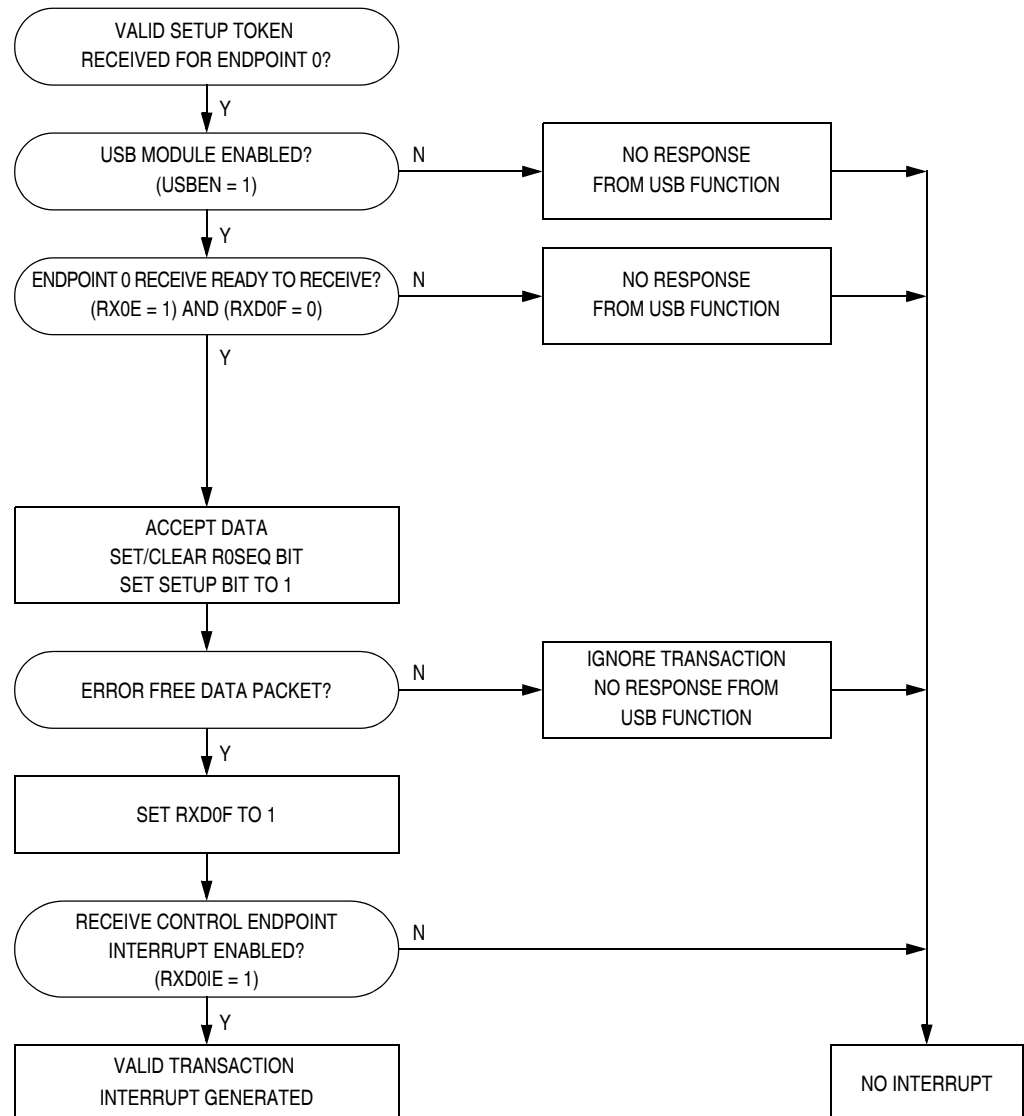 VALID SETUP TOKEN
RECEIVED FOR ENDPOINT 0?
Y
USB MODULE ENABLED?
(USBEN = 1)
N
NO RESPONSE
FROM USB FUNCTION
Y
ENDPOINT 0 RECEIVE READY TO RECEIVE?
(RX0E = 1) AND (RXD0F = 0)
N
NO RESPONSE
FROM USB FUNCTION
Y
ACCEPT DATA
SET/CLEAR R0SEQ BIT
SET SETUP BIT TO 1
ERROR FREE DATA PACKET?
N
IGNORE TRANSACTION
NO RESPONSE FROM
USB FUNCTION
Y
SET RXD0F TO 1
RECEIVE CONTROL ENDPOINT
INTERRUPT ENABLED?
(RXD0IE = 1)
N
Y
VALID TRANSACTION
INTERRUPT GENERATED
NO INTERRUPT